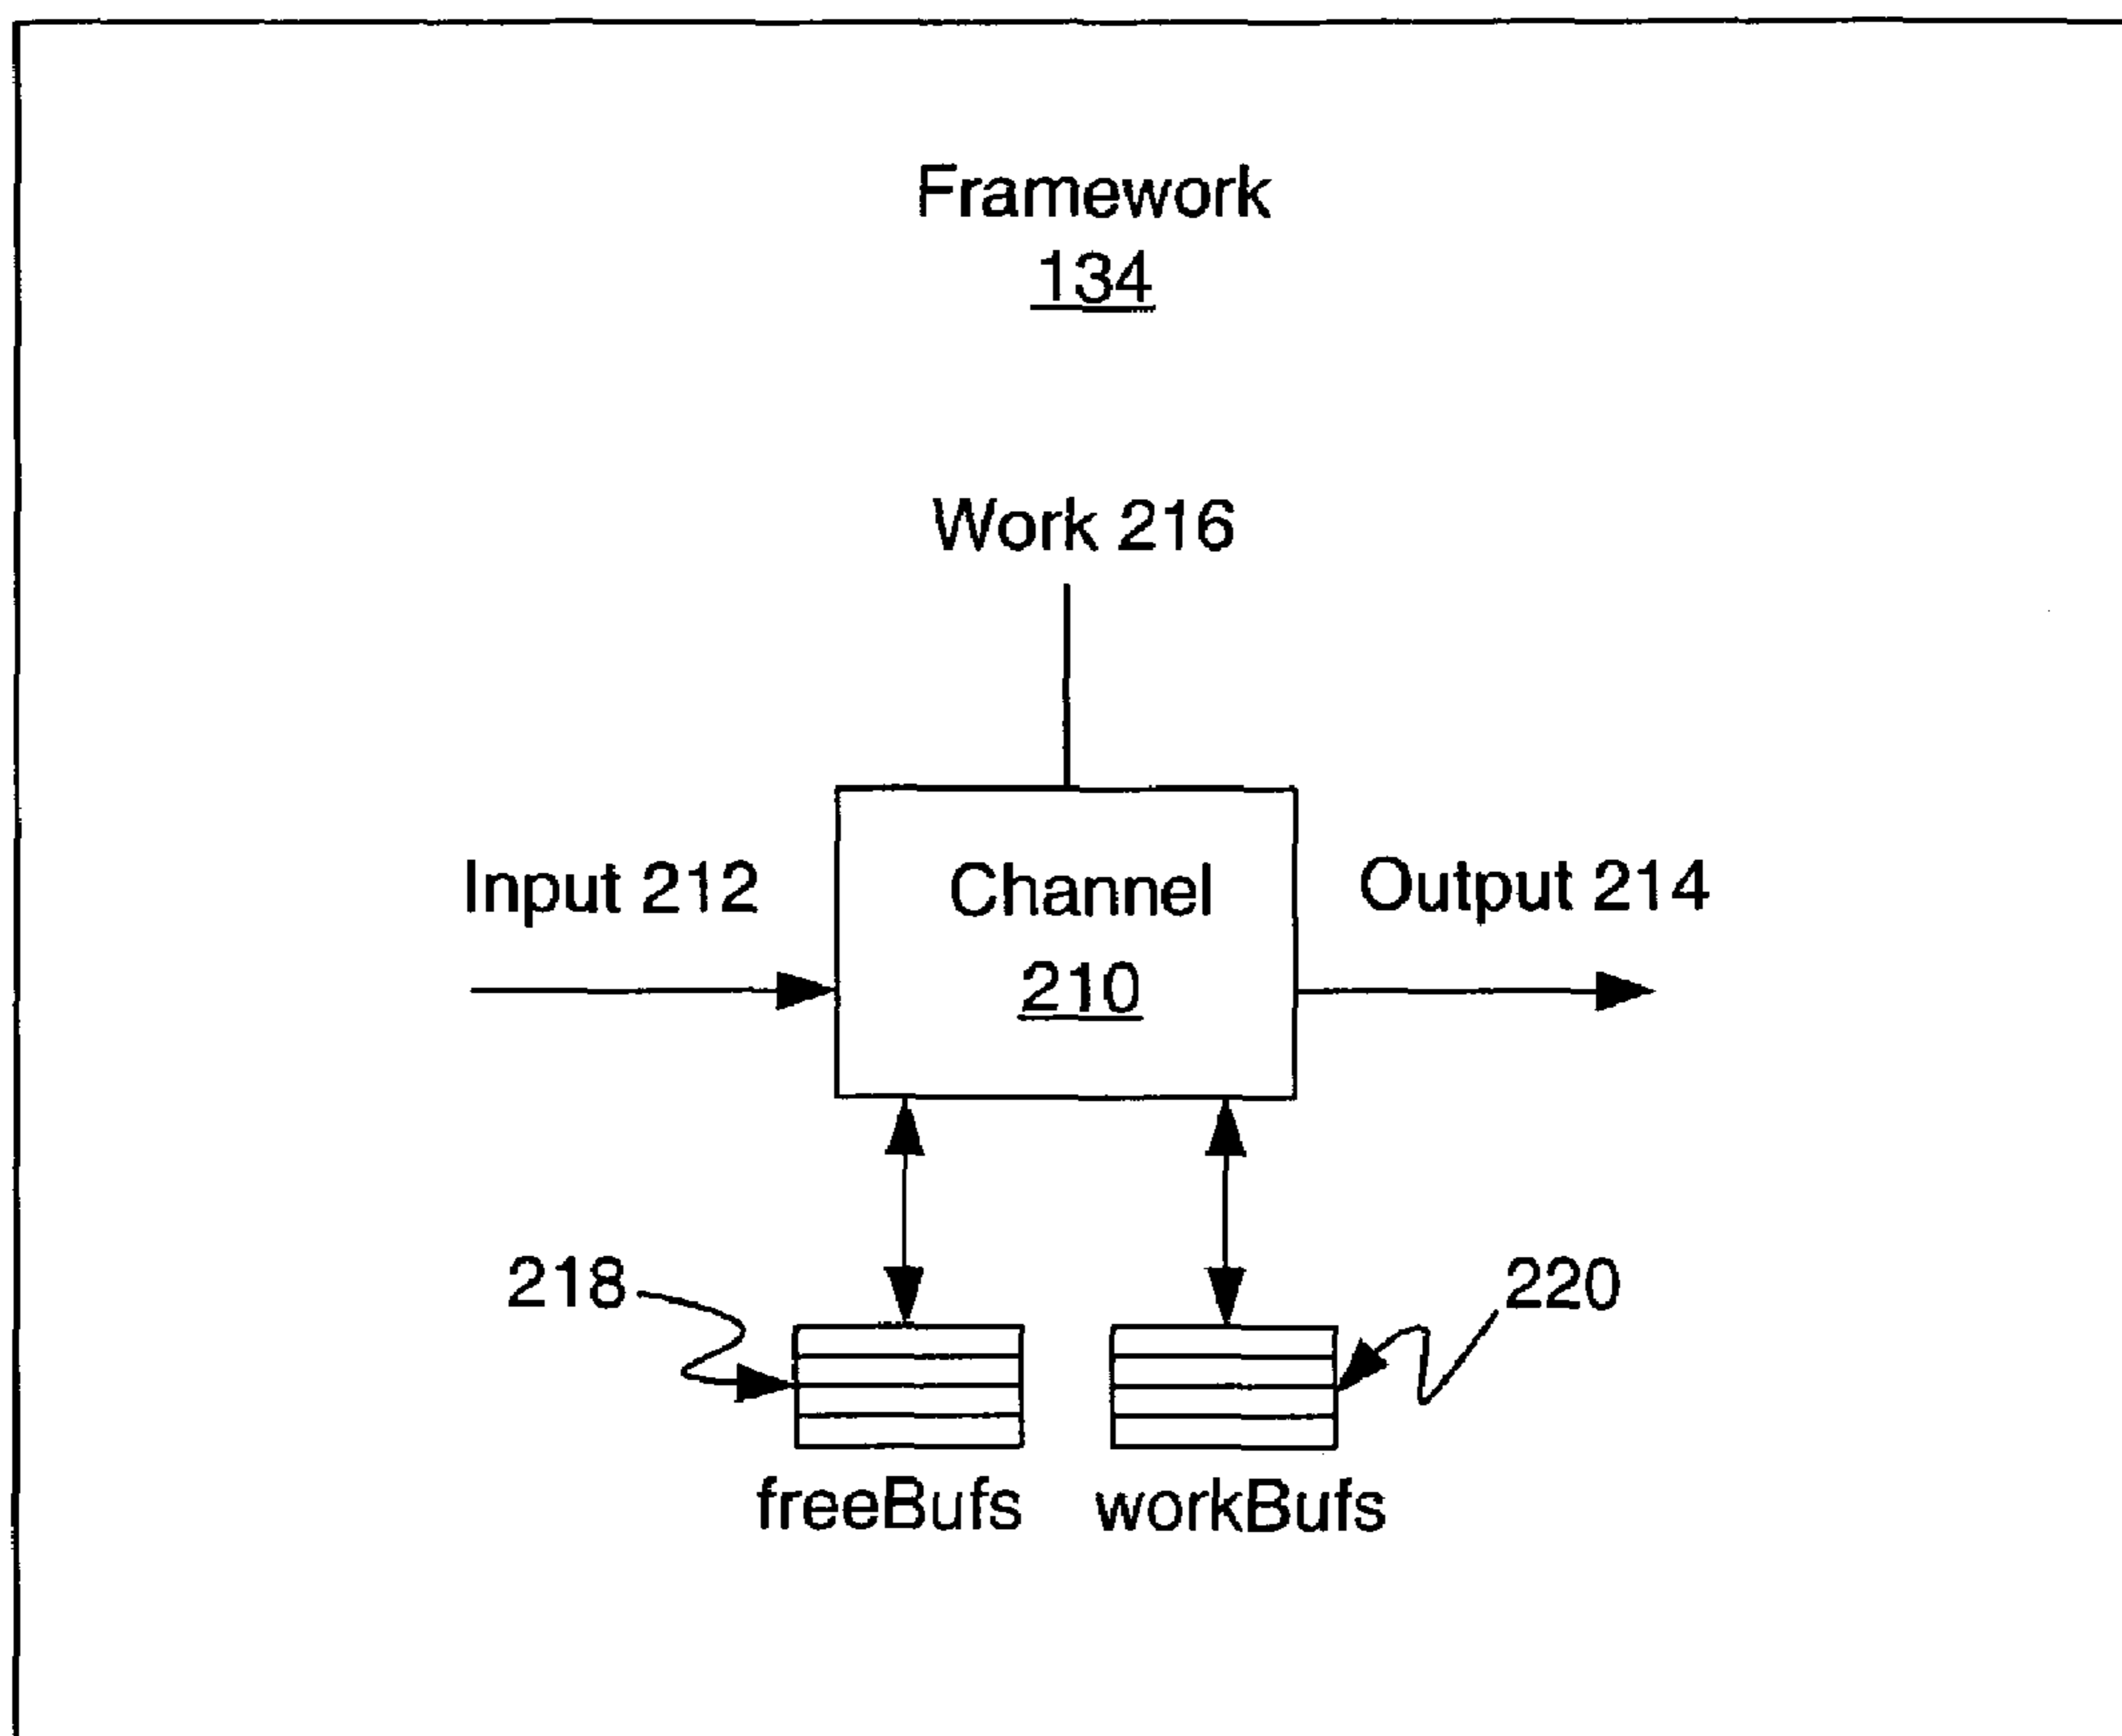 Framework
134
Work 216
Input 212
Channel
210
Output 214
218
220
freeBufs
workBufs